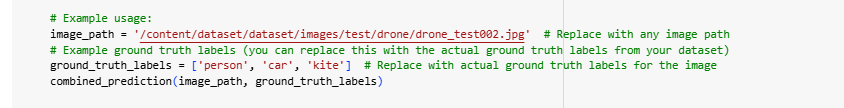 # Example usage:
image_path = '/content/dataset/dataset/images/test/drone/drone_test002.jpg'  # Replace with any image path
# Example ground truth labels (you can replace this with the actual ground truth labels from your dataset)
ground_truth_labels = ['person', 'car', 'kite']  # Replace with actual ground truth labels for the image
combined_prediction(image_path, ground_truth_labels)